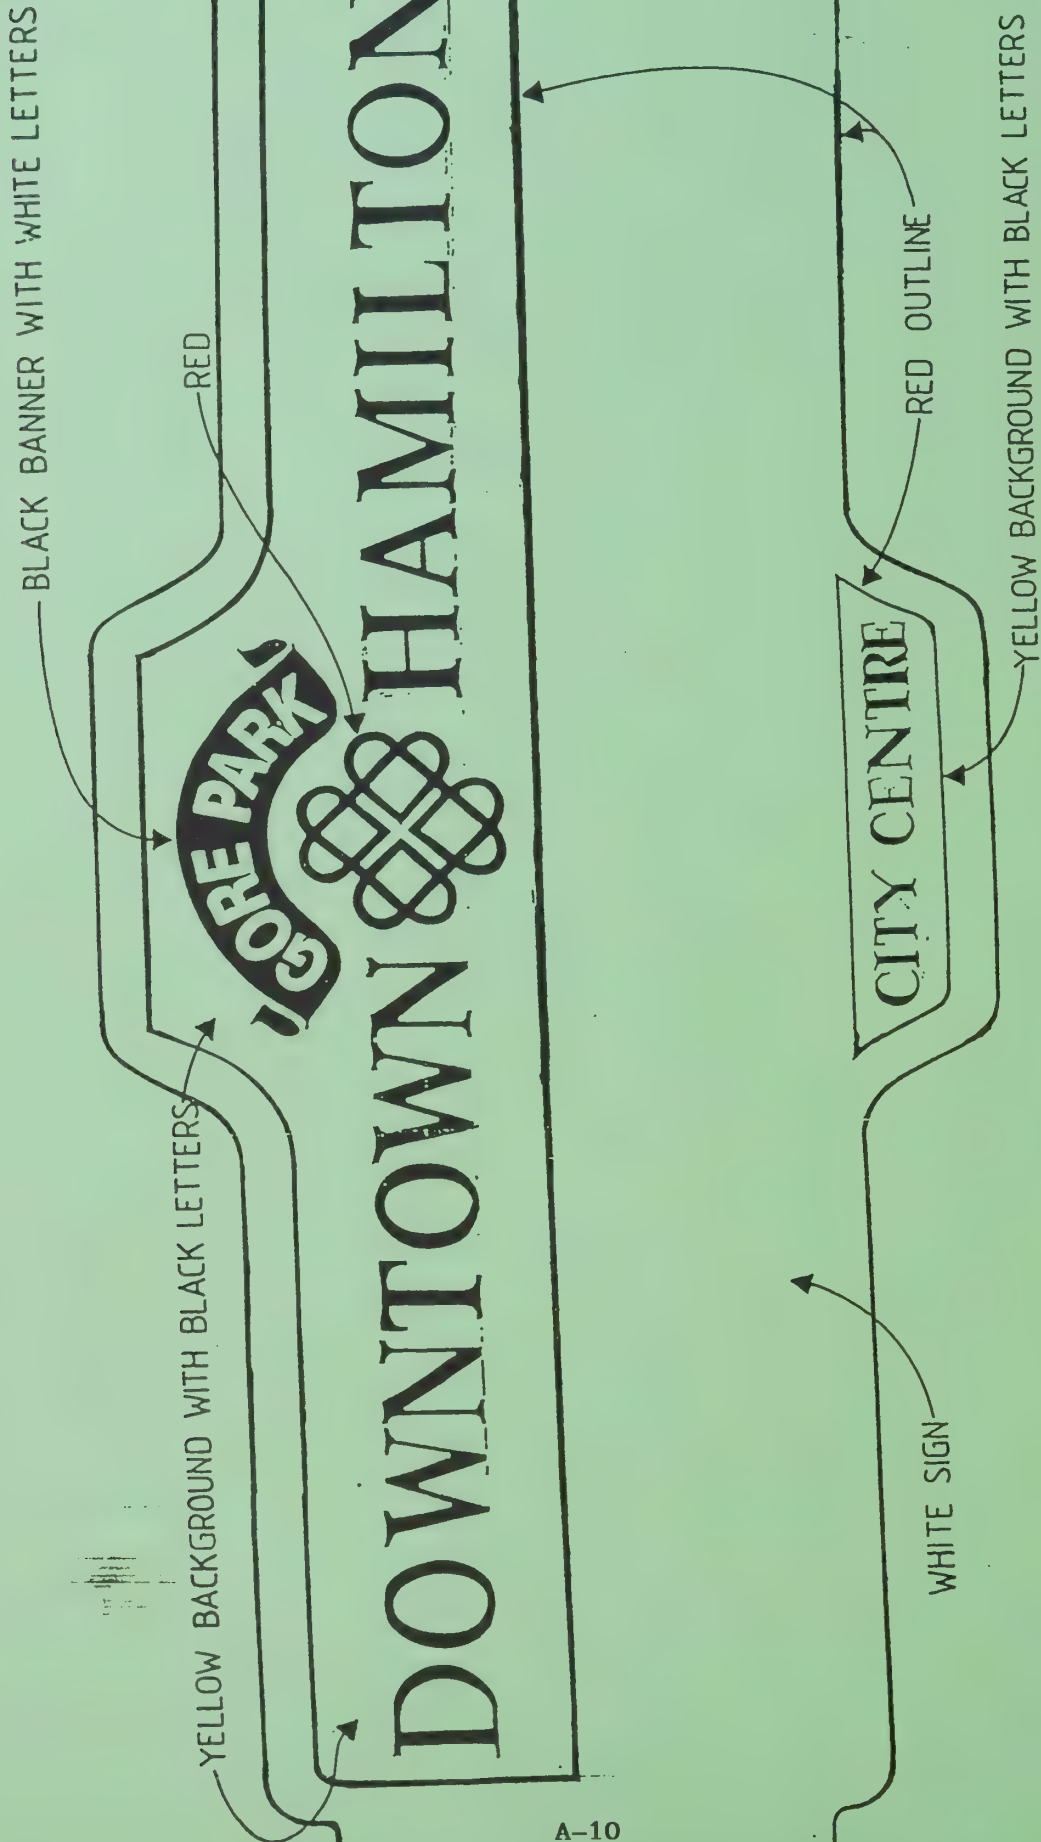 BLACK BANNER WITH WHITE LETTERS
RED
YELLOW BACKGROUND WITH BLACK LETTERS
GORE PARK
DOWNTOWN HAMILTON
CITY CENTRE
RED OUTLINE
WHITE SIGN
YELLOW BACKGROUND WITH BLACK LETTERS
A-10